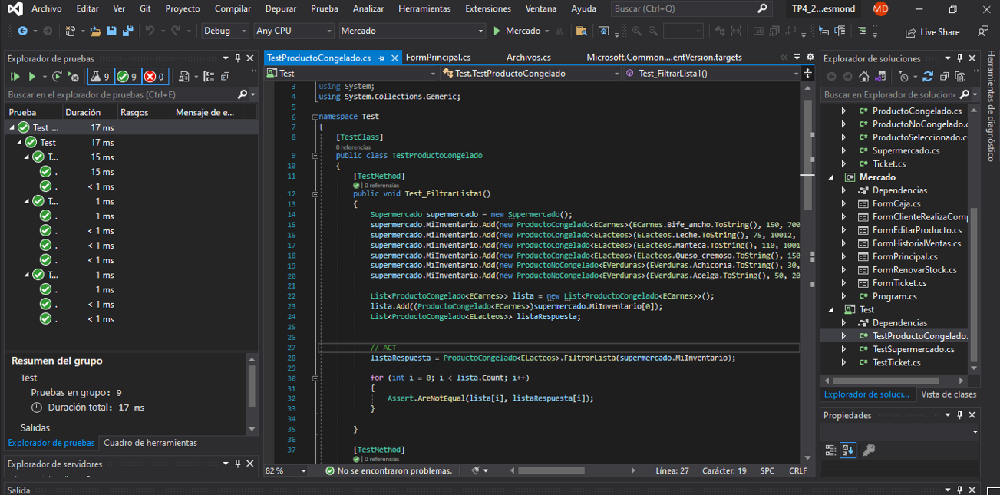 Archivo Editar Ver Git Proyecto Compilar Depurar Prueba Analizar Herramientas Extensiones Ventana Ayuda Buscar (Ctrl+Q) TP4_2...esmond MD
Debug Any CPU Mercado Mercado Live Share
Explorador de pruebas
9 9 0
Buscar en el explorador de pruebas (Ctrl+E)
Prueba Duración Rasgos Mensaje de e...
Test ... 17 ms
Test 17 ms
T... 15 ms
. 15 ms
. < 1 ms
T... 1 ms
. 1 ms
. < 1 ms
. < 1 ms
. < 1 ms
T... 1 ms
. 1 ms
. < 1 ms
. < 1 ms
Resumen del grupo
Test
Pruebas en grupo: 9
Duración total: 17 ms
Salidas
Explorador de pruebas Cuadro de herramientas
Explorador de servidores
Salida
TestProductoCongelado.cs FormPrincipal.cs Archivos.cs Microsoft.Common....entVersion.targets
Test Test.TestProductoCongelado Test_FiltrarLista1()
3 using System;
4 using System.Collections.Generic;
5
6 namespace Test
7 {
8 [TestClass]
0 referencias
9 public class TestProductoCongelado
10 {
11 [TestMethod]
| 0 referencias
12 public void Test_FiltrarLista1()
13 {
14 Supermercado supermercado = new Supermercado();
15 supermercado.MiInventario.Add(new ProductoCongelado<ECarnes>(ECarnes.Bife_ancho.ToString(), 150, 700
16 supermercado.MiInventario.Add(new ProductoCongelado<ELacteos>(ELacteos.Leche.ToString(), 75, 10012,
17 supermercado.MiInventario.Add(new ProductoCongelado<ELacteos>(ELacteos.Manteca.ToString(), 110, 1001
18 supermercado.MiInventario.Add(new ProductoCongelado<ELacteos>(ELacteos.Queso_cremoso.ToString(), 150
19 supermercado.MiInventario.Add(new ProductoNoCongelado<EVerduras>(EVerduras.Achicoria.ToString(), 30,
20 supermercado.MiInventario.Add(new ProductoNoCongelado<EVerduras>(EVerduras.Acelga.ToString(), 50, 20
21
22 List<ProductoCongelado<ECarnes>> lista = new List<ProductoCongelado<ECarnes>>();
23 lista.Add((ProductoCongelado<ECarnes>)supermercado.MiInventario[0]);
24 List<ProductoCongelado<ELacteos>> listaRespuesta;
25
26
27 // ACT
28 listaRespuesta = ProductoCongelado<ELacteos>.FiltrarLista(supermercado.MiInventario);
29
30 for (int i = 0; i < lista.Count; i++)
31 {
32 Assert.AreNotEqual(lista[i], listaRespuesta[i]);
33 }
34
35 }
36
37 [TestMethod]
| 0 referencias
82 % No se encontraron problemas. Línea: 27 Carácter: 19 SPC CRLF
Explorador de soluciones
Buscar en Explorador de solucione
C# ProductoCongelado.cs
C# ProductoNoCongelado.c
C# ProductoSeleccionado.c
C# Supermercado.cs
C# Ticket.cs
C# Mercado
Dependencias
FormCaja.cs
FormClienteRealizaComp
FormEditarProducto.cs
FormHistorialVentas.cs
FormPrincipal.cs
FormRenovarStock.cs
FormTicket.cs
C# Program.cs
Test
Dependencias
C# TestProductoCongelado.
C# TestSupermercado.cs
C# TestTicket.cs
Explorador de soluci... Vista de clases
Propiedades
Herramientas de diagnóstico